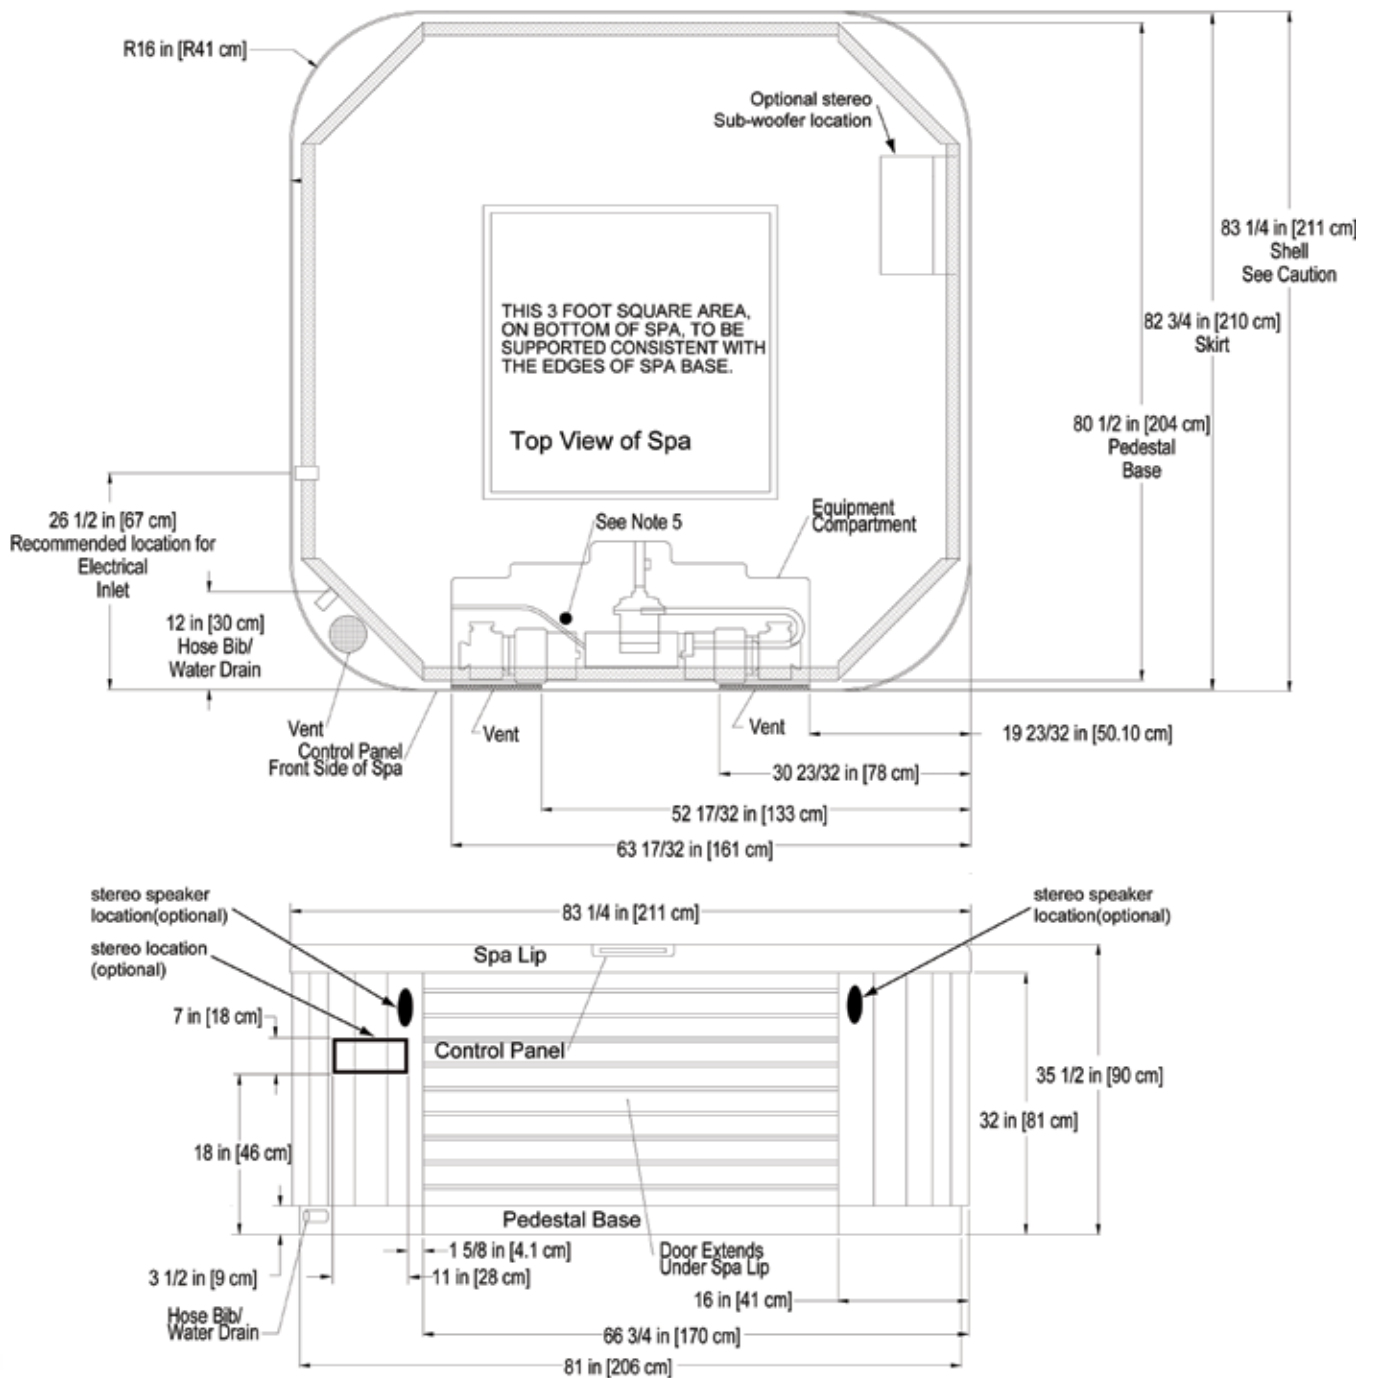 R16 in [R41 cm]
Optional stereo
Sub-woofer location
83 1/4 in [211 cm]
Shell
See Caution
82 3/4 in [210 cm]
Skirt
80 1/2 in [204 cm]
Pedestal
Base
THIS 3 FOOT SQUARE AREA,
ON BOTTOM OF SPA, TO BE
SUPPORTED CONSISTENT WITH
THE EDGES OF SPA BASE.
Top View of Spa
26 1/2 in [67 cm]
Recommended location for
Electrical
Inlet
See Note 5
Equipment
Compartment
12 in [30 cm]
Hose Bib/
Water Drain
Vent
Control Panel
Front Side of Spa
Vent
Vent
19 23/32 in [50.10 cm]
30 23/32 in [78 cm]
52 17/32 in [133 cm]
63 17/32 in [161 cm]
stereo speaker
location(optional)
stereo location
(optional)
83 1/4 in [211 cm]
stereo speaker
location(optional)
Spa Lip
7 in [18 cm]
Control Panel
35 1/2 in [90 cm]
32 in [81 cm]
18 in [46 cm]
Pedestal Base
1 5/8 in [4.1 cm]
Door Extends
Under Spa Lip
3 1/2 in [9 cm]
11 in [28 cm]
16 in [41 cm]
Hose Bib/
Water Drain
66 3/4 in [170 cm]
81 in [206 cm]